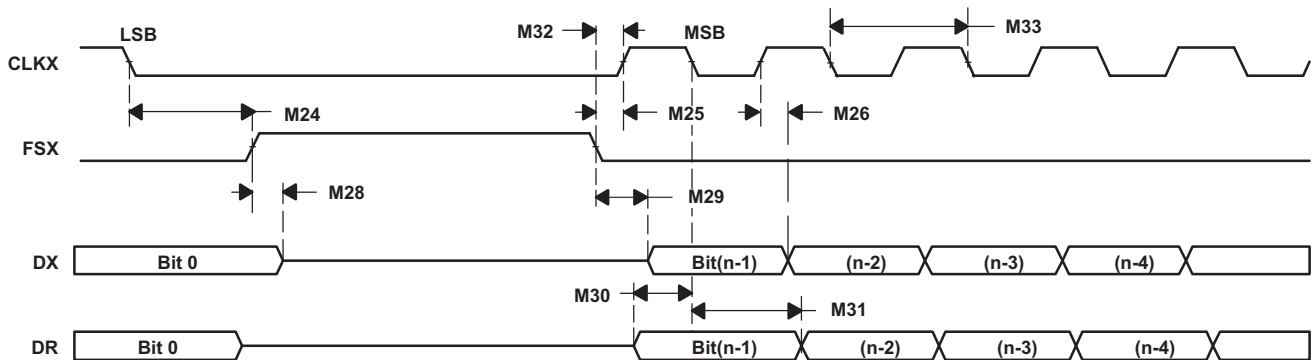 LSB M32 MSB M33
CLKX
M24 M25 M26
FSX
M28 M29
DX Bit 0 Bit(n-1) (n-2) (n-3) (n-4)
M30 M31
DR Bit 0 Bit(n-1) (n-2) (n-3) (n-4)